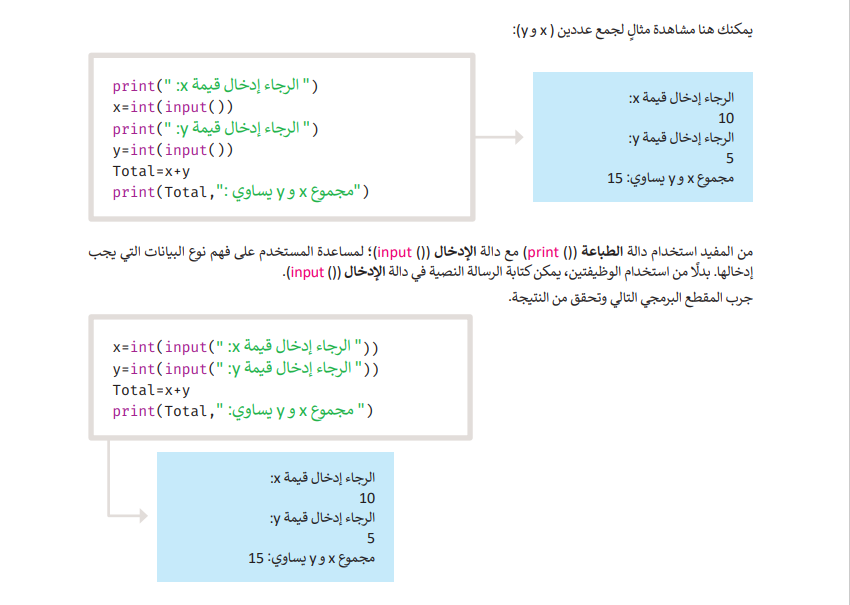 يمكنك هنا مشاهدة مثالٍ لجمع عددين ( x و y):
print(" الرجاء إدخال قيمة x: ")
x=int(input())
print(" الرجاء إدخال قيمة y: ")
y=int(input())
Total=x+y
print(Total,"مجموع x و y يساوي :")
الرجاء إدخال قيمة x:
10
الرجاء إدخال قيمة y:
5
مجموع x و y يساوي: 15
من المفيد استخدام دالة الطباعة (print ()) مع دالة الإدخال (input ())؛ لمساعدة المستخدم على فهم نوع البيانات التي يجب
إدخالها. بدلًا من استخدام الوظيفتين، يمكن كتابة الرسالة النصية في دالة الإدخال (input ()).
جرب المقطع البرمجي التالي وتحقق من النتيجة.
x=int(input(" الرجاء إدخال قيمة x: "))
y=int(input(" الرجاء إدخال قيمة y: "))
Total=x+y
print(Total," مجموع x و y يساوي: ")
الرجاء إدخال قيمة x:
10
الرجاء إدخال قيمة y:
5
مجموع x و y يساوي: 15